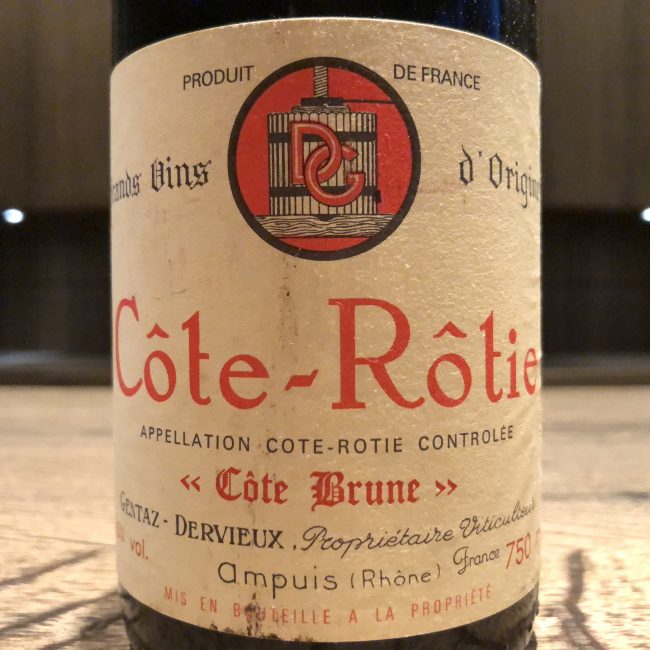 PRODUIT DE FRANCE
DG
Vins d'Origine
Côte-Rôtie
APPELLATION COTE-ROTIE CONTROLÉE
« Côte Brune »
GENTAZ-DERVIEUX, Propriétaire Viticulteur
vol. Ampuis (Rhône) France 750
MIS EN BOUTEILLE A LA PROPRIÉTÉ